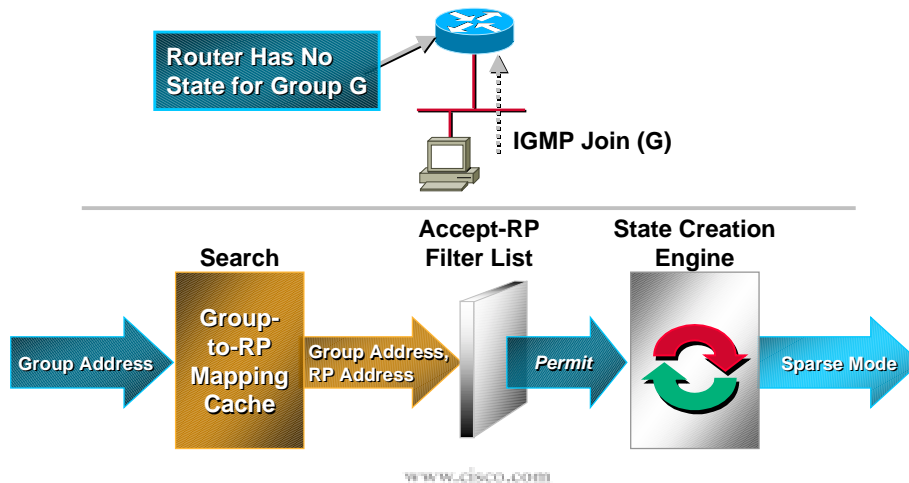 Router Has No
State for Group G
IGMP Join (G)
Search
Accept-RP
Filter List
State Creation
Engine
Group Address
Group-
to-RP
Mapping
Cache
Group Address,
RP Address
Permit
Sparse Mode
www.cisco.com